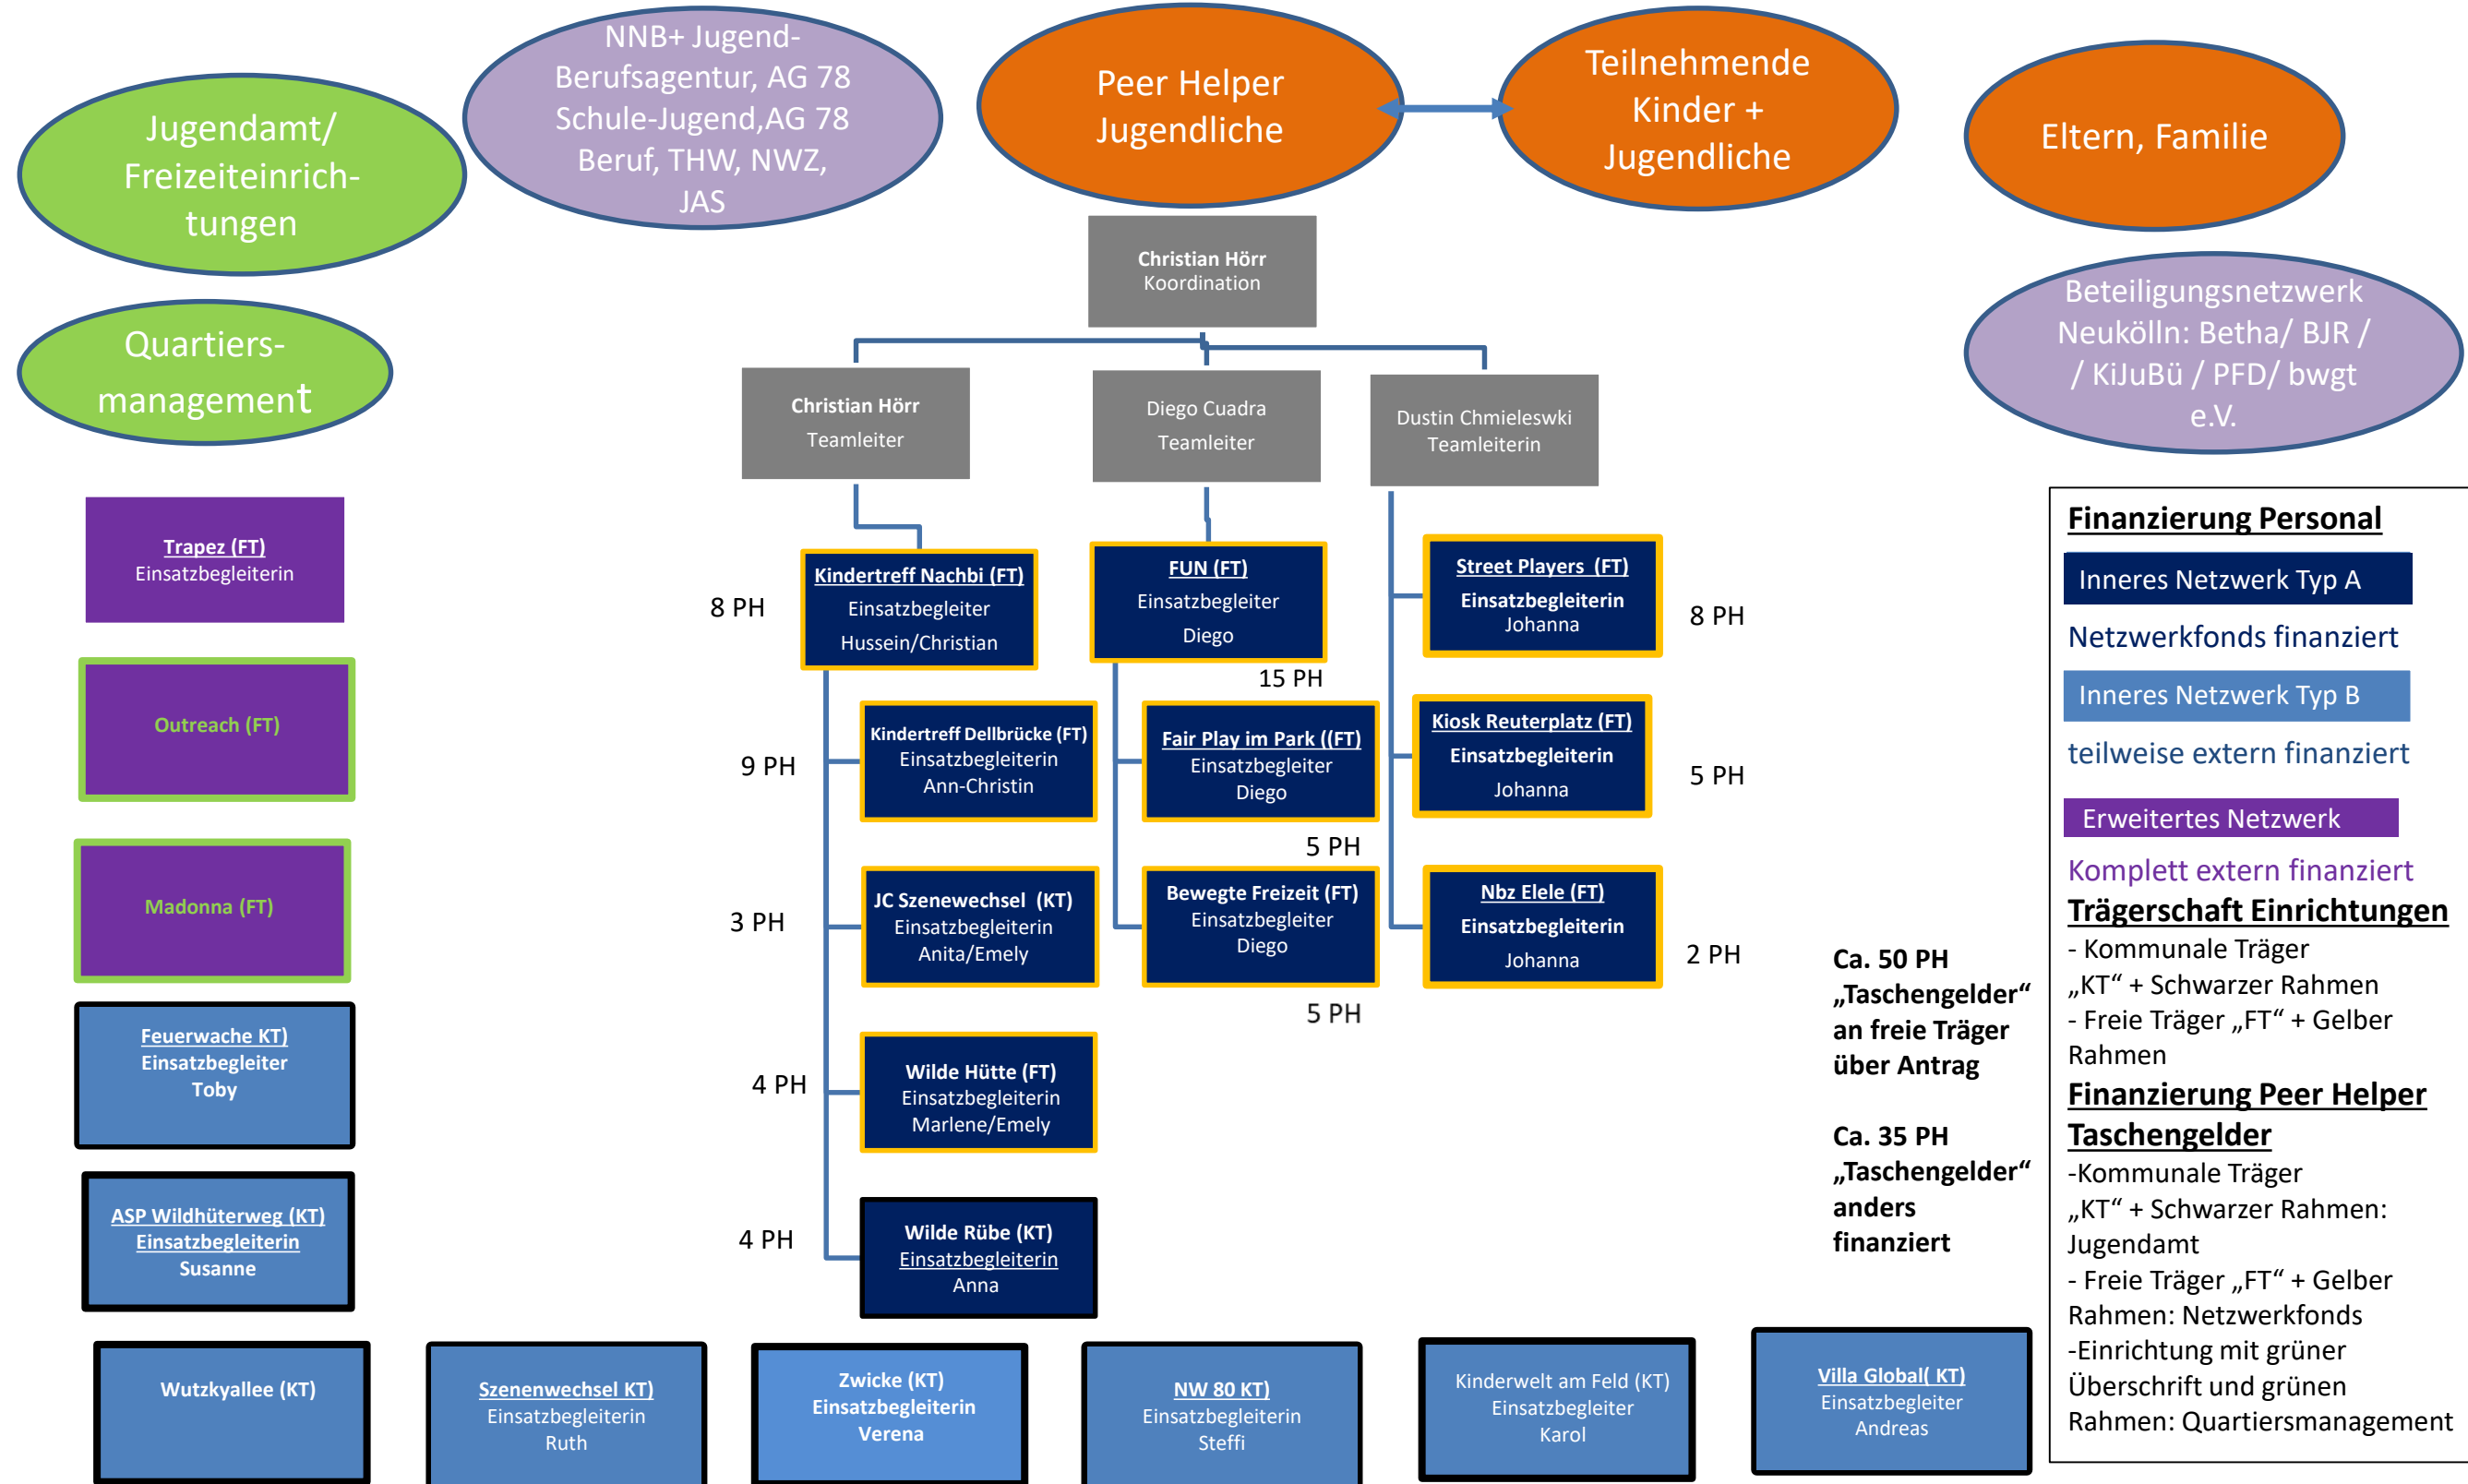 Jugendamt/
Freizeiteinrich-
tungen
NNB+ Jugend-
Berufsagentur, AG 78
Schule-Jugend,AG 78
Beruf, THW, NWZ,
JAS
Peer Helper
Jugendliche
Teilnehmende
Kinder +
Jugendliche
Eltern, Familie
Quartiers-
management
Beteiligungsnetzwerk
Neukölln: Betha/ BJR /
/ KiJuBü / PFD/ bwgt
e.V.
Christian Hörr
Koordination
Christian Hörr
Teamleiter
Diego Cuadra
Teamleiter
Dustin Chmieleswki
Teamleiterin
Trapez (FT)
Einsatzbegleiterin
Outreach (FT)
Madonna (FT)
Feuerwache KT)
Einsatzbegleiter
Toby
ASP Wildhüterweg (KT)
Einsatzbegleiterin
Susanne
8 PH
Kindertreff Nachbi (FT)
Einsatzbegleiter
Hussein/Christian
9 PH
Kindertreff Dellbrücke (FT)
Einsatzbegleiterin
Ann-Christin
3 PH
JC Szenewechsel (KT)
Einsatzbegleiterin
Anita/Emely
4 PH
Wilde Hütte (FT)
Einsatzbegleiterin
Marlene/Emely
4 PH
Wilde Rübe (KT)
Einsatzbegleiterin
Anna
FUN (FT)
Einsatzbegleiter
Diego
15 PH
Fair Play im Park ((FT)
Einsatzbegleiter
Diego
5 PH
Bewegte Freizeit (FT)
Einsatzbegleiter
Diego
5 PH
Street Players (FT)
Einsatzbegleiterin
Johanna
8 PH
Kiosk Reuterplatz (FT)
Einsatzbegleiterin
Johanna
5 PH
Nbz Elele (FT)
Einsatzbegleiterin
Johanna
2 PH
Ca. 50 PH
„Taschengelder“
an freie Träger
über Antrag
Ca. 35 PH
„Taschengelder“
anders
finanziert
Finanzierung Personal
Inneres Netzwerk Typ A
Netzwerkfonds finanziert
Inneres Netzwerk Typ B
teilweise extern finanziert
Erweitertes Netzwerk
Komplett extern finanziert
Trägerschaft Einrichtungen
- Kommunale Träger
„KT“ + Schwarzer Rahmen
- Freie Träger „FT“ + Gelber
Rahmen
Finanzierung Peer Helper
Taschengelder
-Kommunale Träger
„KT“ + Schwarzer Rahmen:
Jugendamt
- Freie Träger „FT“ + Gelber
Rahmen: Netzwerkfonds
-Einrichtung mit grüner
Überschrift und grünen
Rahmen: Quartiersmanagement
Wutzkyallee (KT)
Szenenwechsel KT)
Einsatzbegleiterin
Ruth
Zwicke (KT)
Einsatzbegleiterin
Verena
NW 80 KT)
Einsatzbegleiterin
Steffi
Kinderwelt am Feld (KT)
Einsatzbegleiter
Karol
Villa Global( KT)
Einsatzbegleiter
Andreas